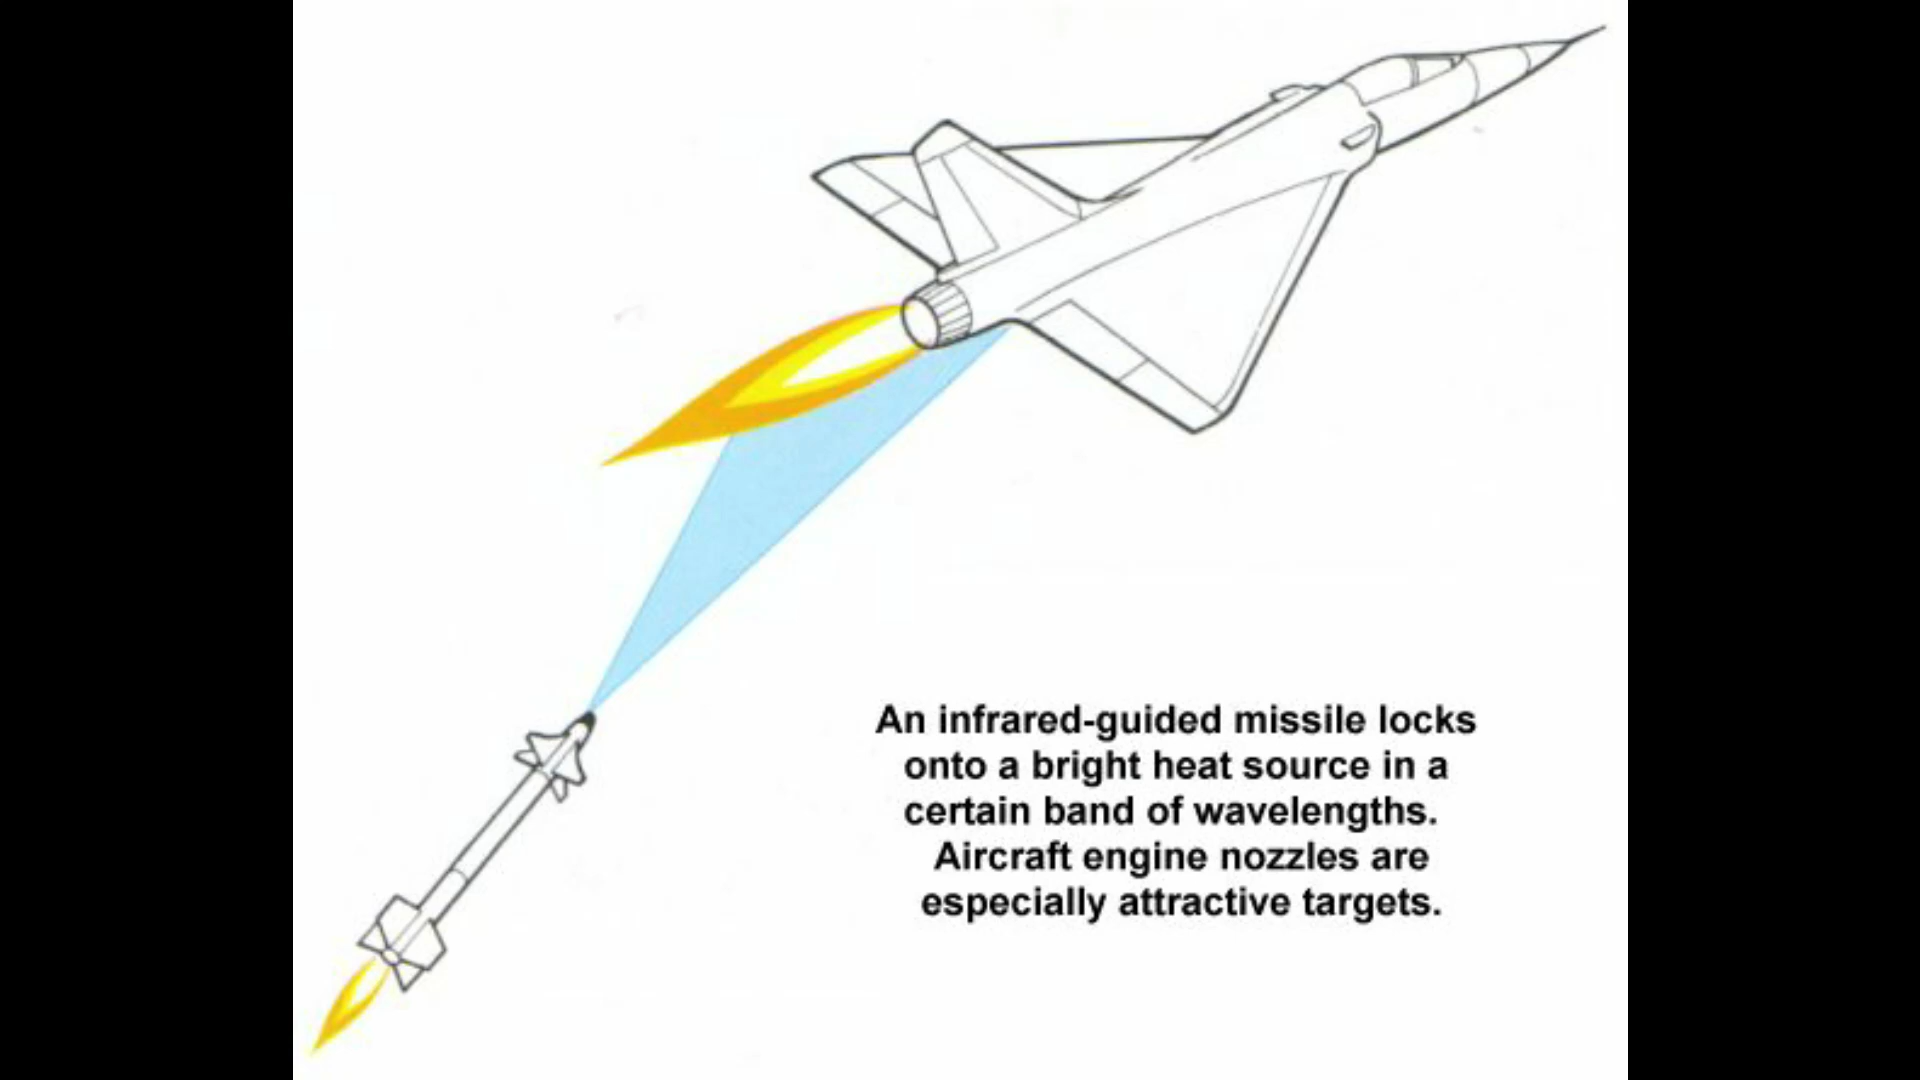 An infrared-guided missile locks
onto a bright heat source in a
certain band of wavelengths.
Aircraft engine nozzles are
especially attractive targets.